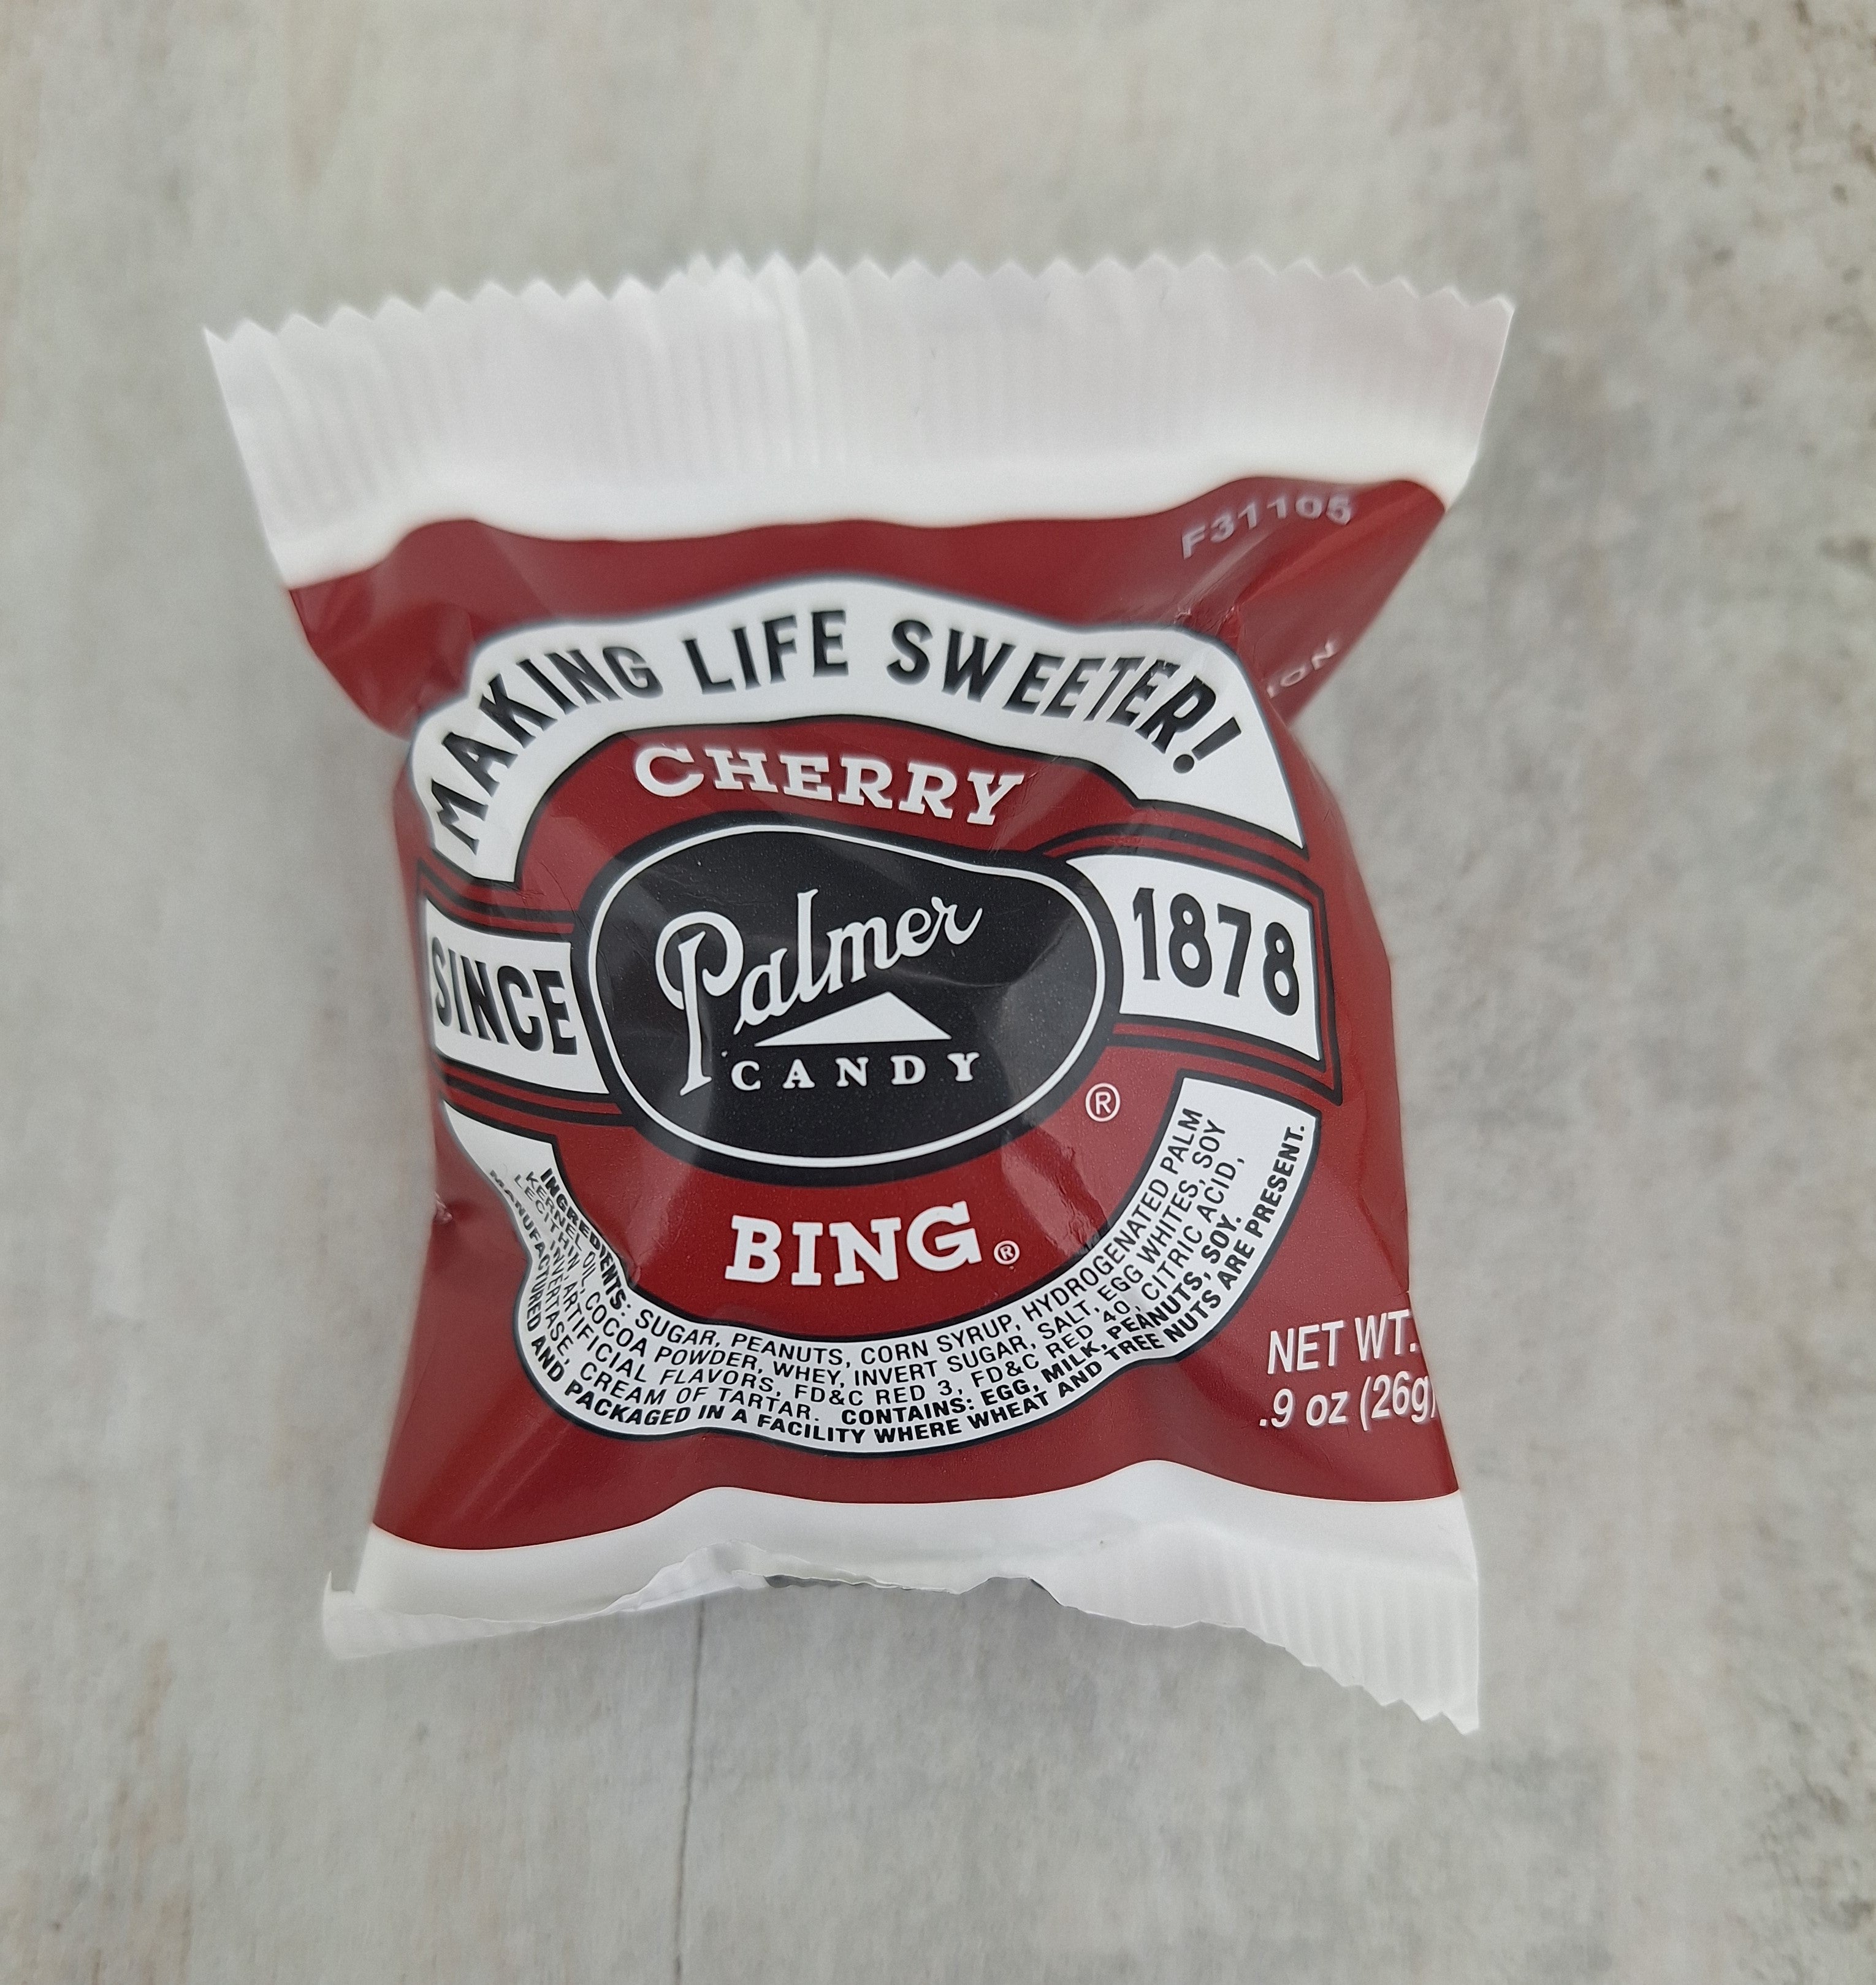 F31105
MAKING LIFE SWEETER!
CHERRY
SINCE
Palmer
CANDY
®
1878
BING®
INGREDIENTS: SUGAR, PEANUTS, CORN SYRUP, HYDROGENATED PALM
KERNEL OIL, COCOA POWDER, WHEY, INVERT SUGAR, SALT, EGG WHITES, SOY
LECITHIN, ARTIFICIAL FLAVORS, FD&C RED 3, FD&C RED 40, CITRIC ACID,
INVERTASE, CREAM OF TARTAR. CONTAINS: EGG, MILK, PEANUTS, SOY.
MANUFACTURED AND PACKAGED IN A FACILITY WHERE WHEAT AND TREE NUTS ARE PRESENT.
NET WT.
.9 oz (26g)